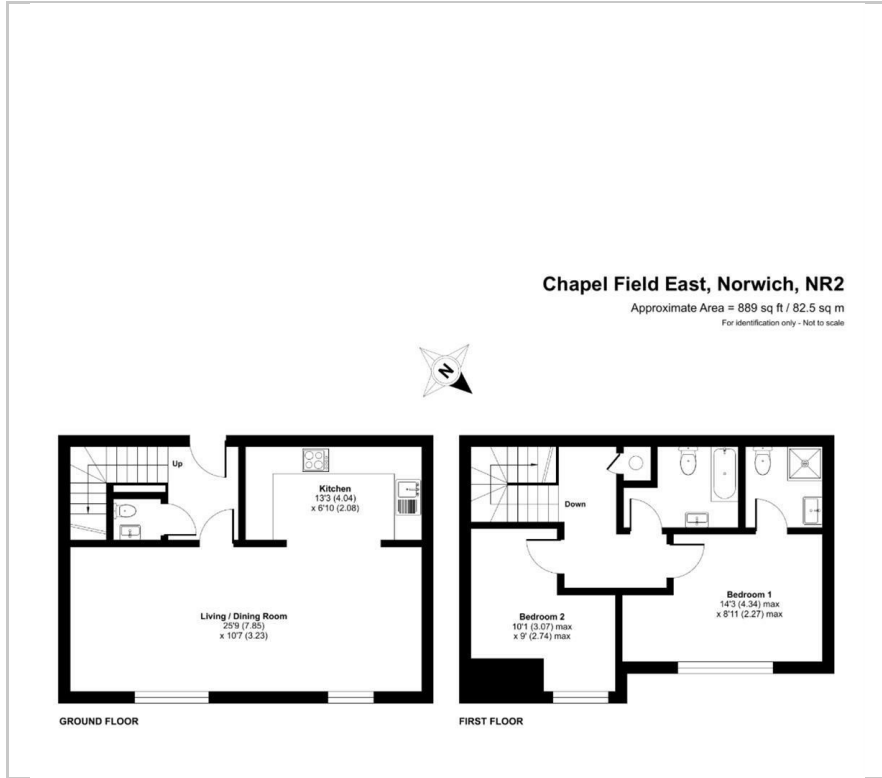 Chapel Field East, Norwich, NR2
Approximate Area = 889 sq ft / 82.5 sq m
For identification only - Not to scale
N
Up
Kitchen
13'3 (4.04)
x 6'10 (2.08)
Living / Dining Room
25'9 (7.85)
x 10'7 (3.23)
GROUND FLOOR
Down
Bedroom 2
10'1 (3.07) max
x 9' (2.74) max
Bedroom 1
14'3 (4.34) max
x 8'11 (2.27) max
FIRST FLOOR